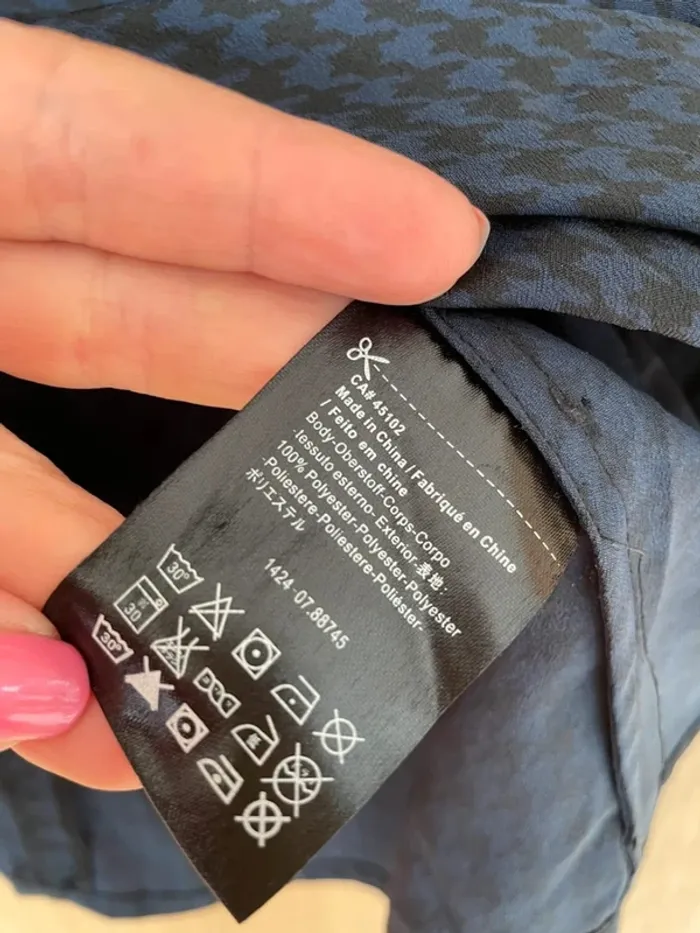 CA# 45102
Made in China / Fabriqué en Chine
/ Feito em chine
Body-Oberstoff-Corps-Corpo
:tessuto esterno- Exterior-表地:
100% Polyester-Polyester-Polyester
:Poliestere-Poliéstere-Poliéster-
ポリエステル
1424-07.88745
30°
30
30°